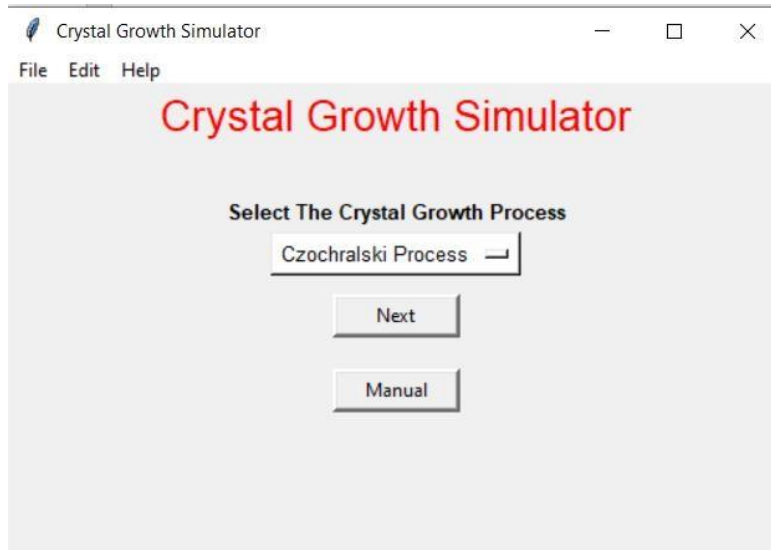 Crystal Growth Simulator
File Edit Help
Crystal Growth Simulator
Select The Crystal Growth Process
Czochralski Process
Next
Manual